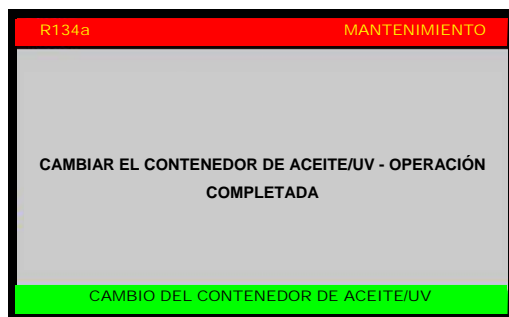 R134a MANTENIMIENTO
CAMBIAR EL CONTENEDOR DE ACEITE/UV - OPERACIÓN
COMPLETADA
CAMBIO DEL CONTENEDOR DE ACEITE/UV